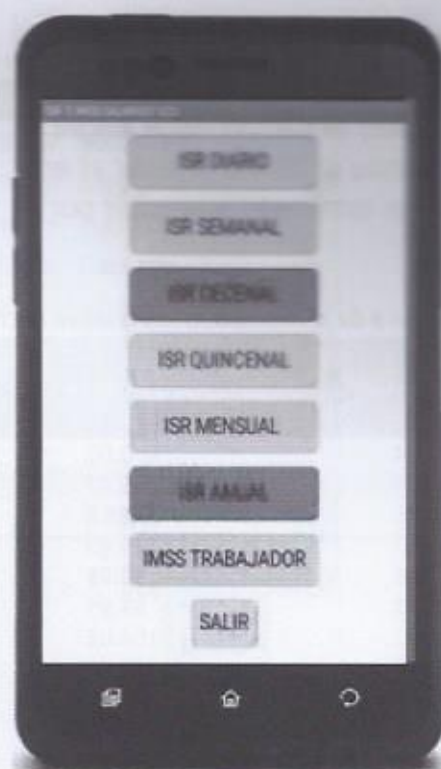 ISR DIARIO
ISR SEMANAL
ISR DECENAL
ISR QUINCENAL
ISR MENSUAL
ISR ANUAL
IMSS TRABAJADOR
SALIR